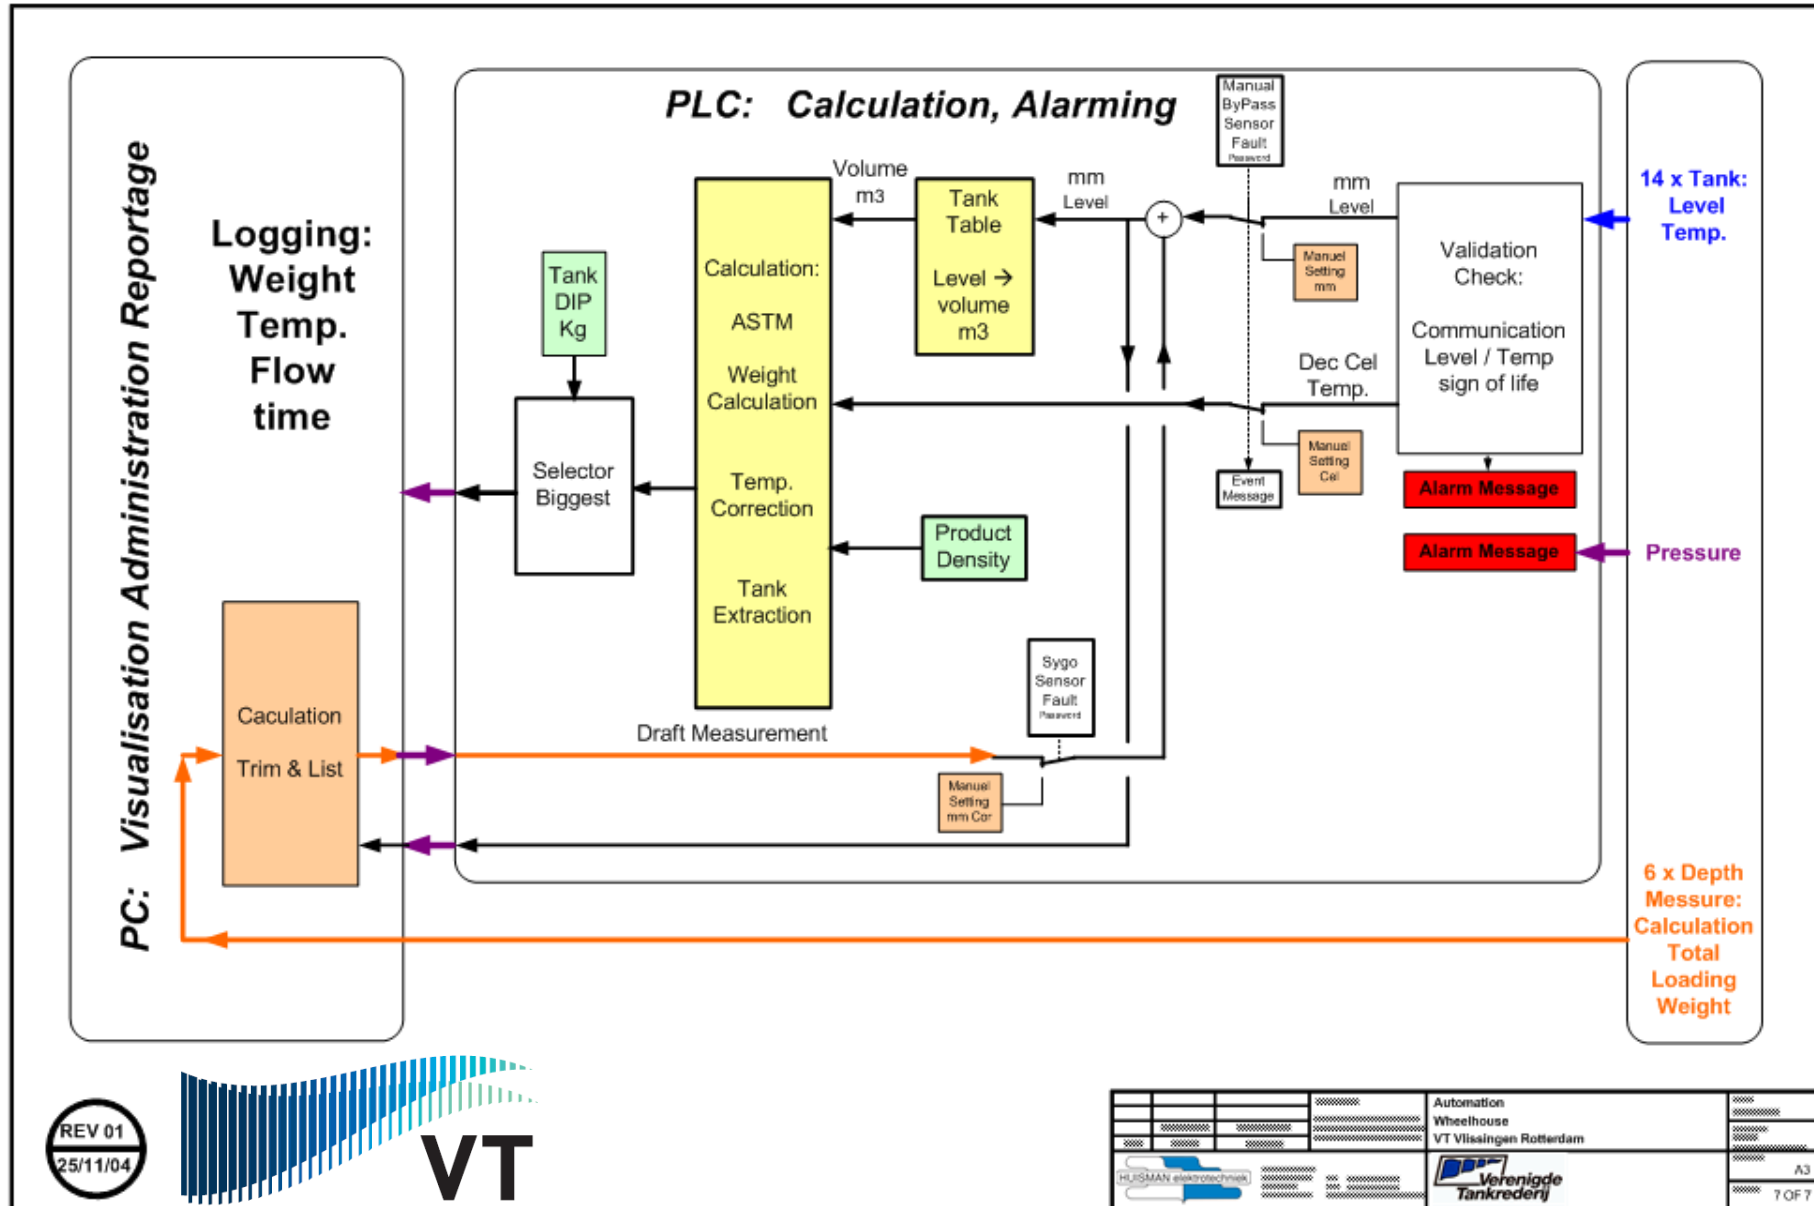 PC: Visualisation Administration Reportage
Logging:
Weight
Temp.
Flow
time
Caculation
Trim & List
PLC: Calculation, Alarming
Tank
DIP
Kg
Selector
Biggest
Calculation:
ASTM
Weight
Calculation
Temp.
Correction
Tank
Extraction
Volume
m3
Tank
Table
Level →
volume
m3
mm
Level
+
Manual
ByPass
Sensor
Fault
Password
mm
Level
Manuel
Setting
mm
Dec Cel
Temp.
Manuel
Setting
Cel
Event
Message
Validation
Check:
Communication
Level / Temp
sign of life
Alarm Message
Alarm Message
Product
Density
Sygo
Sensor
Fault
Password
Draft Measurement
Manuel
Setting
mm Cor
14 x Tank:
Level
Temp.
Pressure
6 x Depth
Messure:
Calculation
Total
Loading
Weight
REV 01
25/11/04
VT
Automation
Wheelhouse
VT Vlissingen Rotterdam
HUISMAN elektrotechniek
Verenigde
Tankrederij
A3
7 OF 7